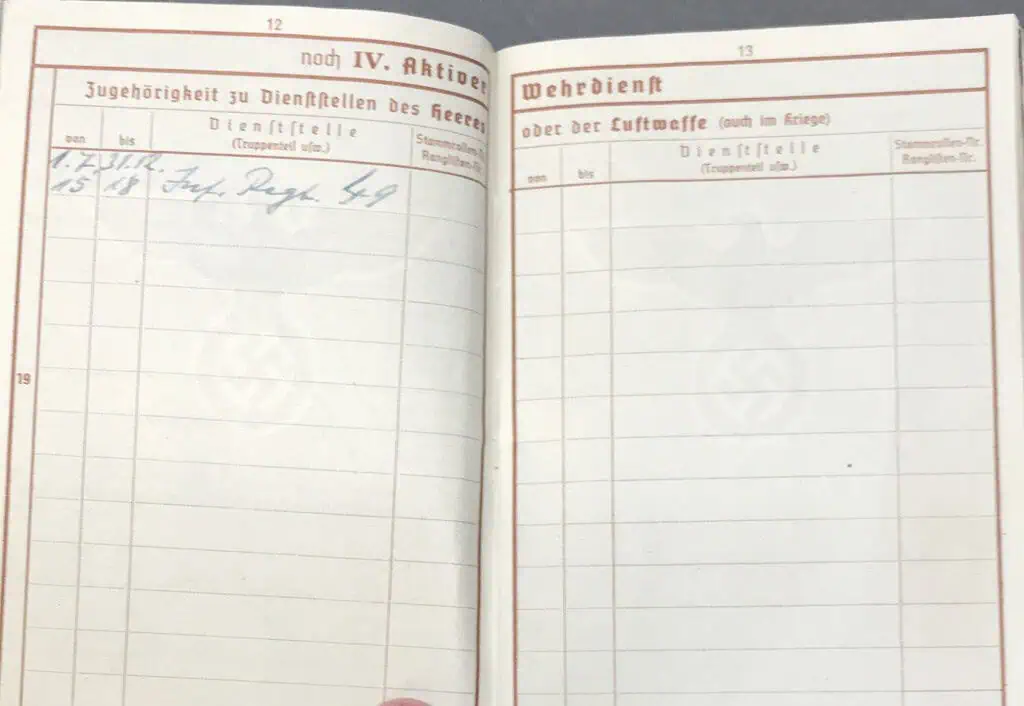 12
noch IV. Aktiver
Zugehörigkeit zu Dienststellen des Heeres
von
bis
Dienststelle
(Truppenteil usw.)
Stammrollen-Nr.
Ranglisten-Nr.
1.7. 31.12.
15 18 Inf. Regt. 49
19
13
Wehrdienst
oder der Luftwaffe (auch im Kriege)
von
bis
Dienststelle
(Truppenteil usw.)
Stammrollen-Nr.
Ranglisten-Nr.